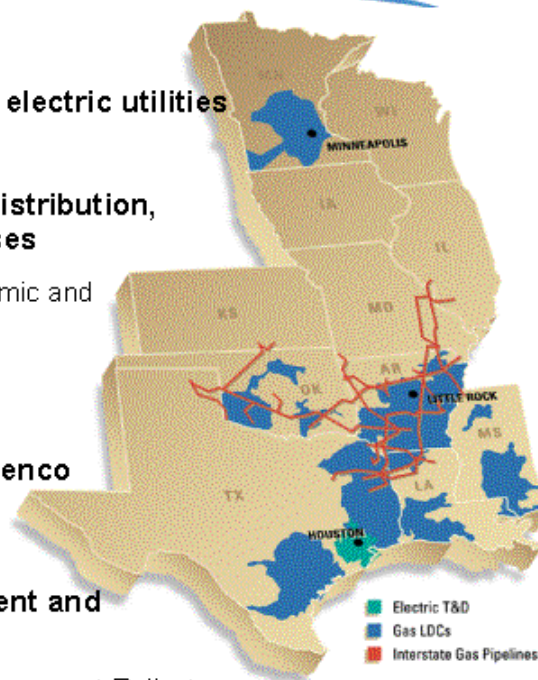 MN
electric utilities
WI
MINNEAPOLIS
istribution,
IA
es
IL
mic and
KS
MO
AR
OK
LITTLE ROCK
MS
enco
TX
LA
HOUSTON
ent and
Electric T&D
Gas LDCs
Interstate Gas Pipelines